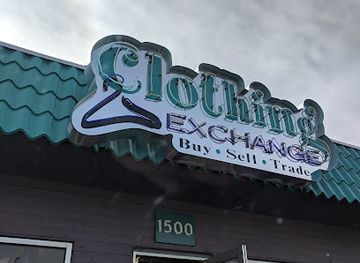 Clothing
EXCHANGE
Buy • Sell • Trade
1500